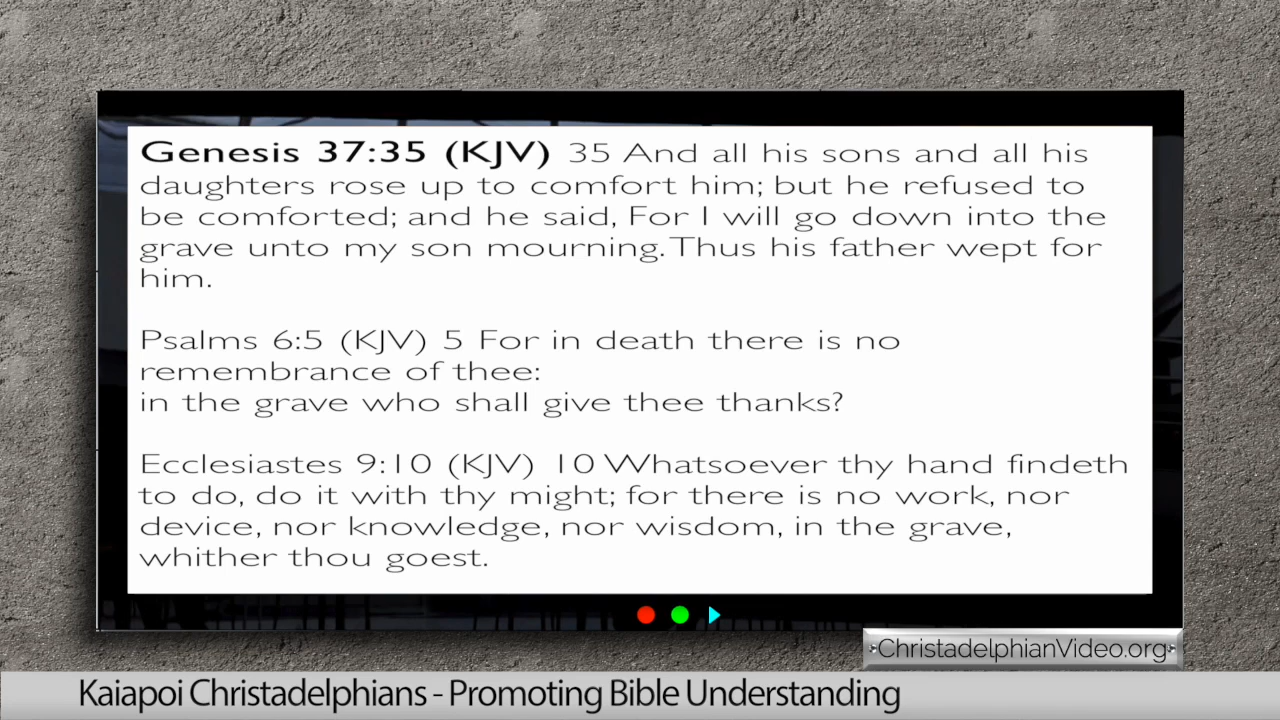 Genesis 37:35 (KJV) 35 And all his sons and all his
daughters rose up to comfort him; but he refused to
be comforted; and he said, For I will go down into the
grave unto my son mourning. Thus his father wept for
him.
Psalms 6:5 (KJV) 5 For in death there is no
remembrance of thee:
in the grave who shall give thee thanks?
Ecclesiastes 9:10 (KJV) 10 Whatsoever thy hand findeth
to do, do it with thy might; for there is no work, nor
device, nor knowledge, nor wisdom, in the grave,
whither thou goest.
ChristadelphianVideo.org
Kaiapoi Christadelphians - Promoting Bible Understanding